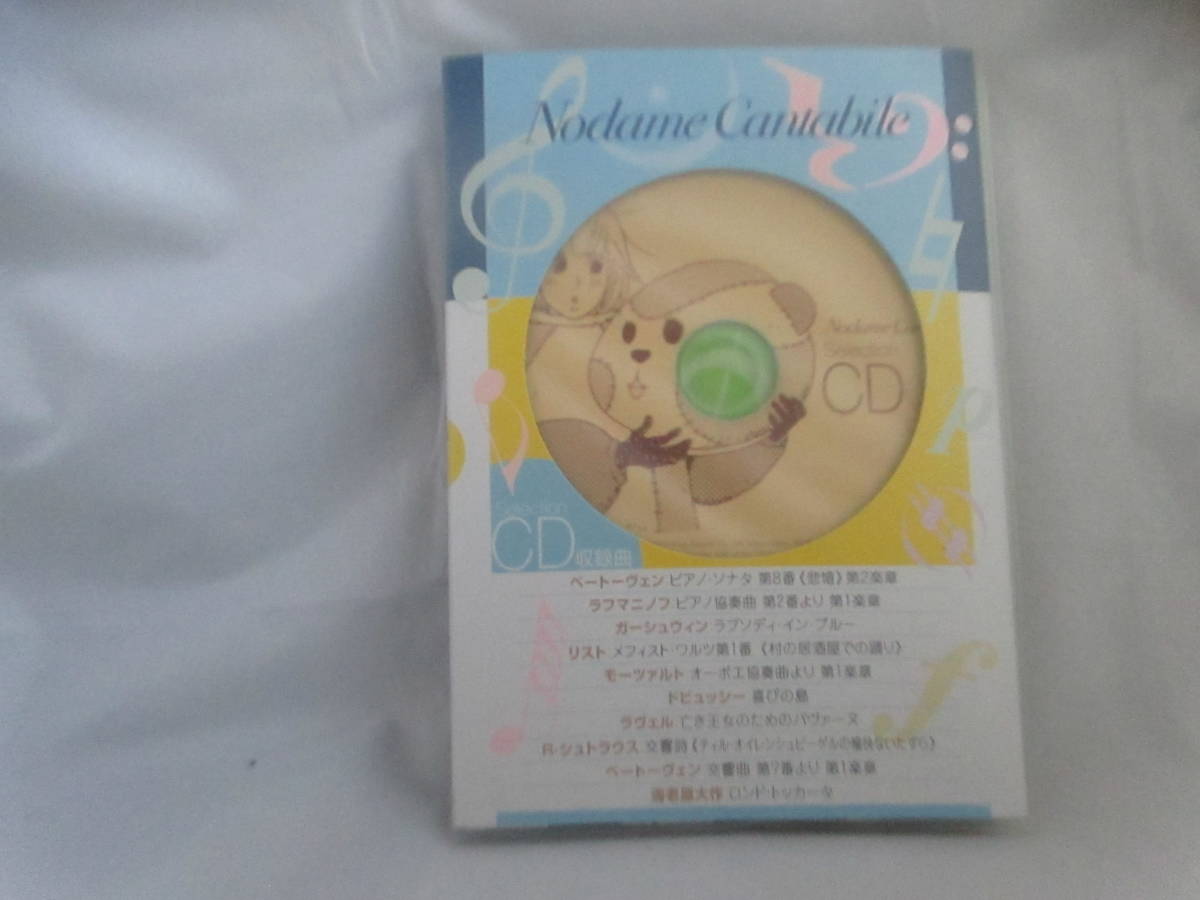 Nodame Cantabile
Nodame Ca
Selection
CD
Selection
CD 収録曲
ベートーヴェン ピアノ・ソナタ 第8番《悲愴》第2楽章
ラフマニノフ ピアノ協奏曲 第2番より 第1楽章
ガーシュウィン ラプソディ・イン・ブルー
リスト メフィスト・ワルツ第1番 《村の居酒屋での踊り》
モーツァルト オーボエ協奏曲より 第1楽章
ドビュッシー 喜びの島
ラヴェル 亡き王女のためのパヴァーヌ
R・シュトラウス 交響詩《ティル・オイレンシュピーゲルの愉快ないたずら》
ベートーヴェン 交響曲 第7番より 第1楽章
海老原大作 ロンド・トッカータ